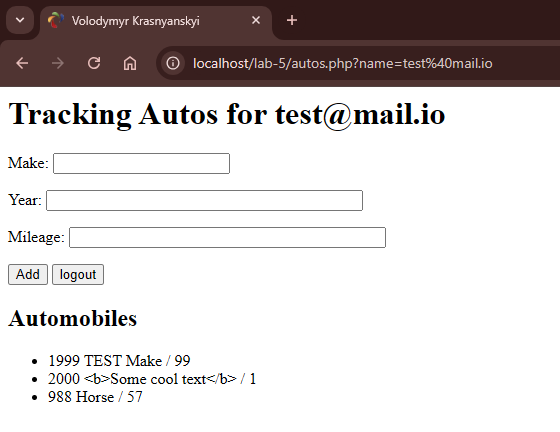 Volodymyr Krasnyanskyi
localhost/lab-5/autos.php?name=test%40mail.io
Tracking Autos for test@mail.io
Make:
Year:
Mileage:
Add logout
Automobiles
1999 TEST Make / 99
2000 <b>Some cool text</b> / 1
988 Horse / 57